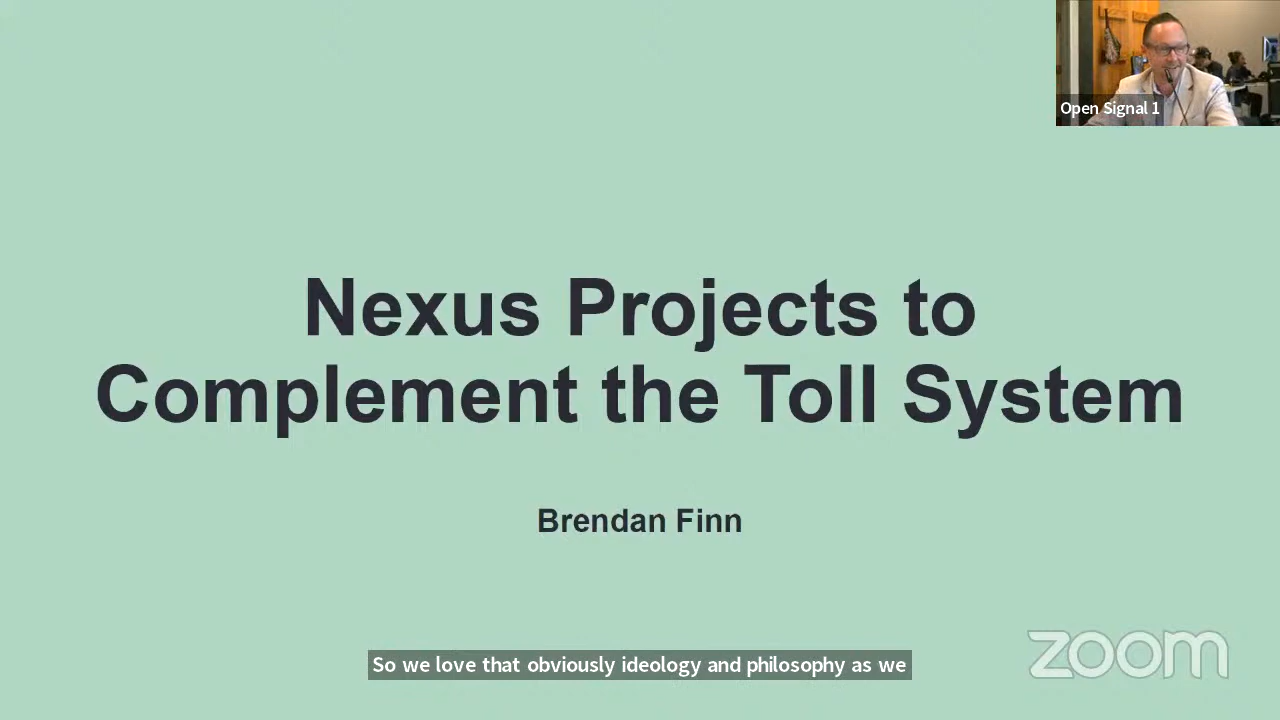 Open Signal 1
Nexus Projects to
Complement the Toll System
Brendan Finn
So we love that obviously ideology and philosophy as we
zoom